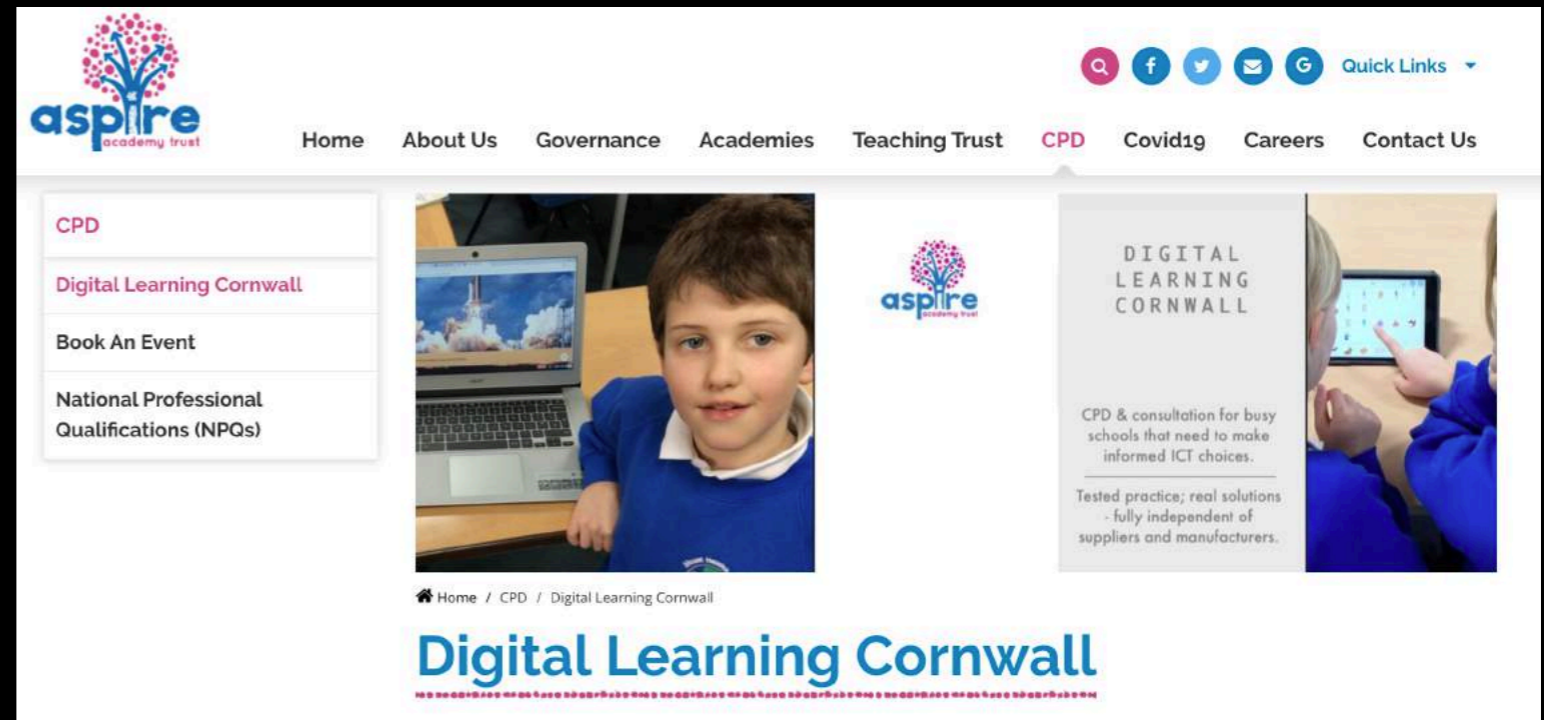 aspire
academy trust
Quick Links
Home About Us Governance Academies Teaching Trust CPD Covid19 Careers Contact Us
CPD
Digital Learning Cornwall
Book An Event
National Professional
Qualifications (NPQs)
acer
aspire
academy trust
DIGITAL
LEARNING
CORNWALL
CPD & consultation for busy
schools that need to make
informed ICT choices.
Tested practice; real solutions
- fully independent of
suppliers and manufacturers.
Home / CPD / Digital Learning Cornwall
Digital Learning Cornwall